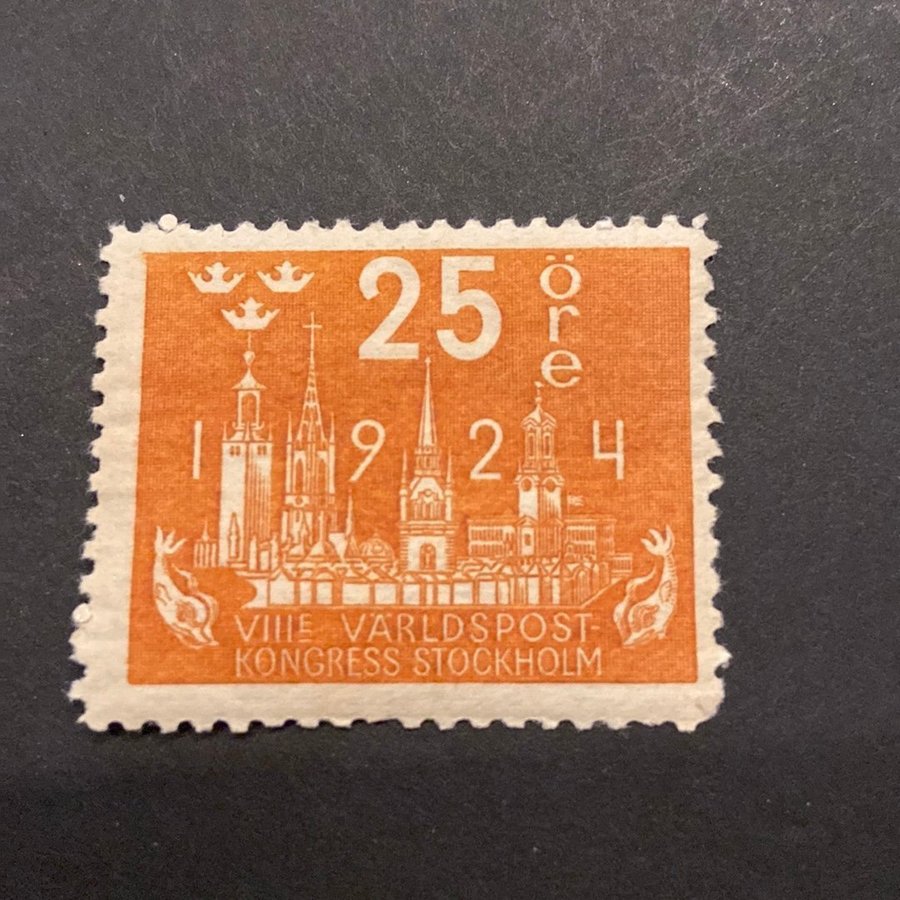 25 öre
1924
VIIIE VÄRLDSPOST-
KONGRESS STOCKHOLM